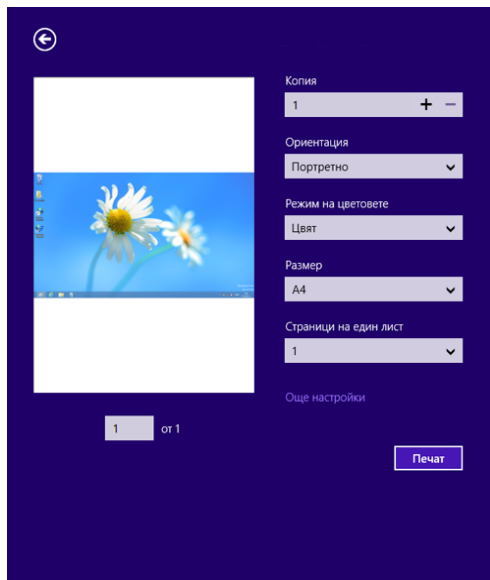 Копия
1
Ориентация
Портретно
Режим на цветовете
Цвят
Размер
A4
Страници на един лист
1
Още настройки
1 от 1
Печат